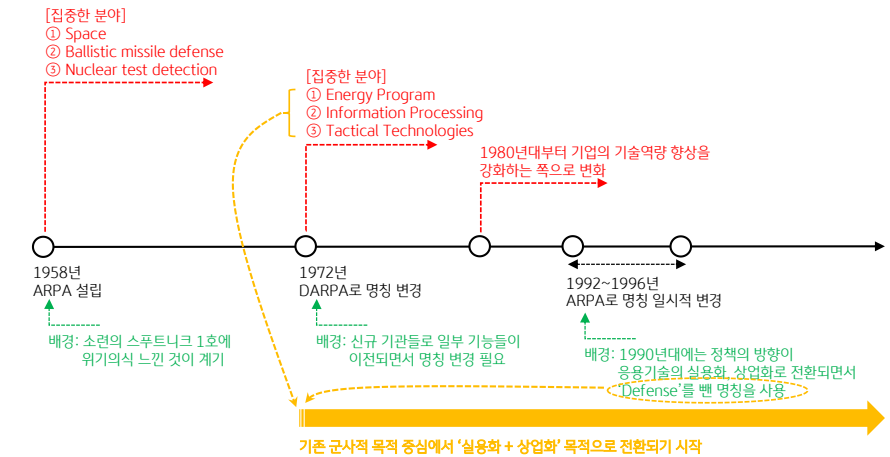 [집중한 분야]
① Space
② Ballistic missile defense
③ Nuclear test detection
[집중한 분야]
① Energy Program
② Information Processing
③ Tactical Technologies
1980년대부터 기업의 기술역량 향상을
강화하는 쪽으로 변화
1958년
ARPA 설립
배경: 소련의 스푸트니크 1호에
위기의식 느낀 것이 계기
1972년
DARPA로 명칭 변경
배경: 신규 기관들로 일부 기능들이
이전되면서 명칭 변경 필요
1992~1996년
ARPA로 명칭 일시적 변경
배경: 1990년대에는 정책의 방향이
응용기술의 실용화, 상업화로 전환되면서
‘Defense’를 뺀 명칭을 사용
기존 군사적 목적 중심에서 ‘실용화 + 상업화’ 목적으로 전환되기 시작